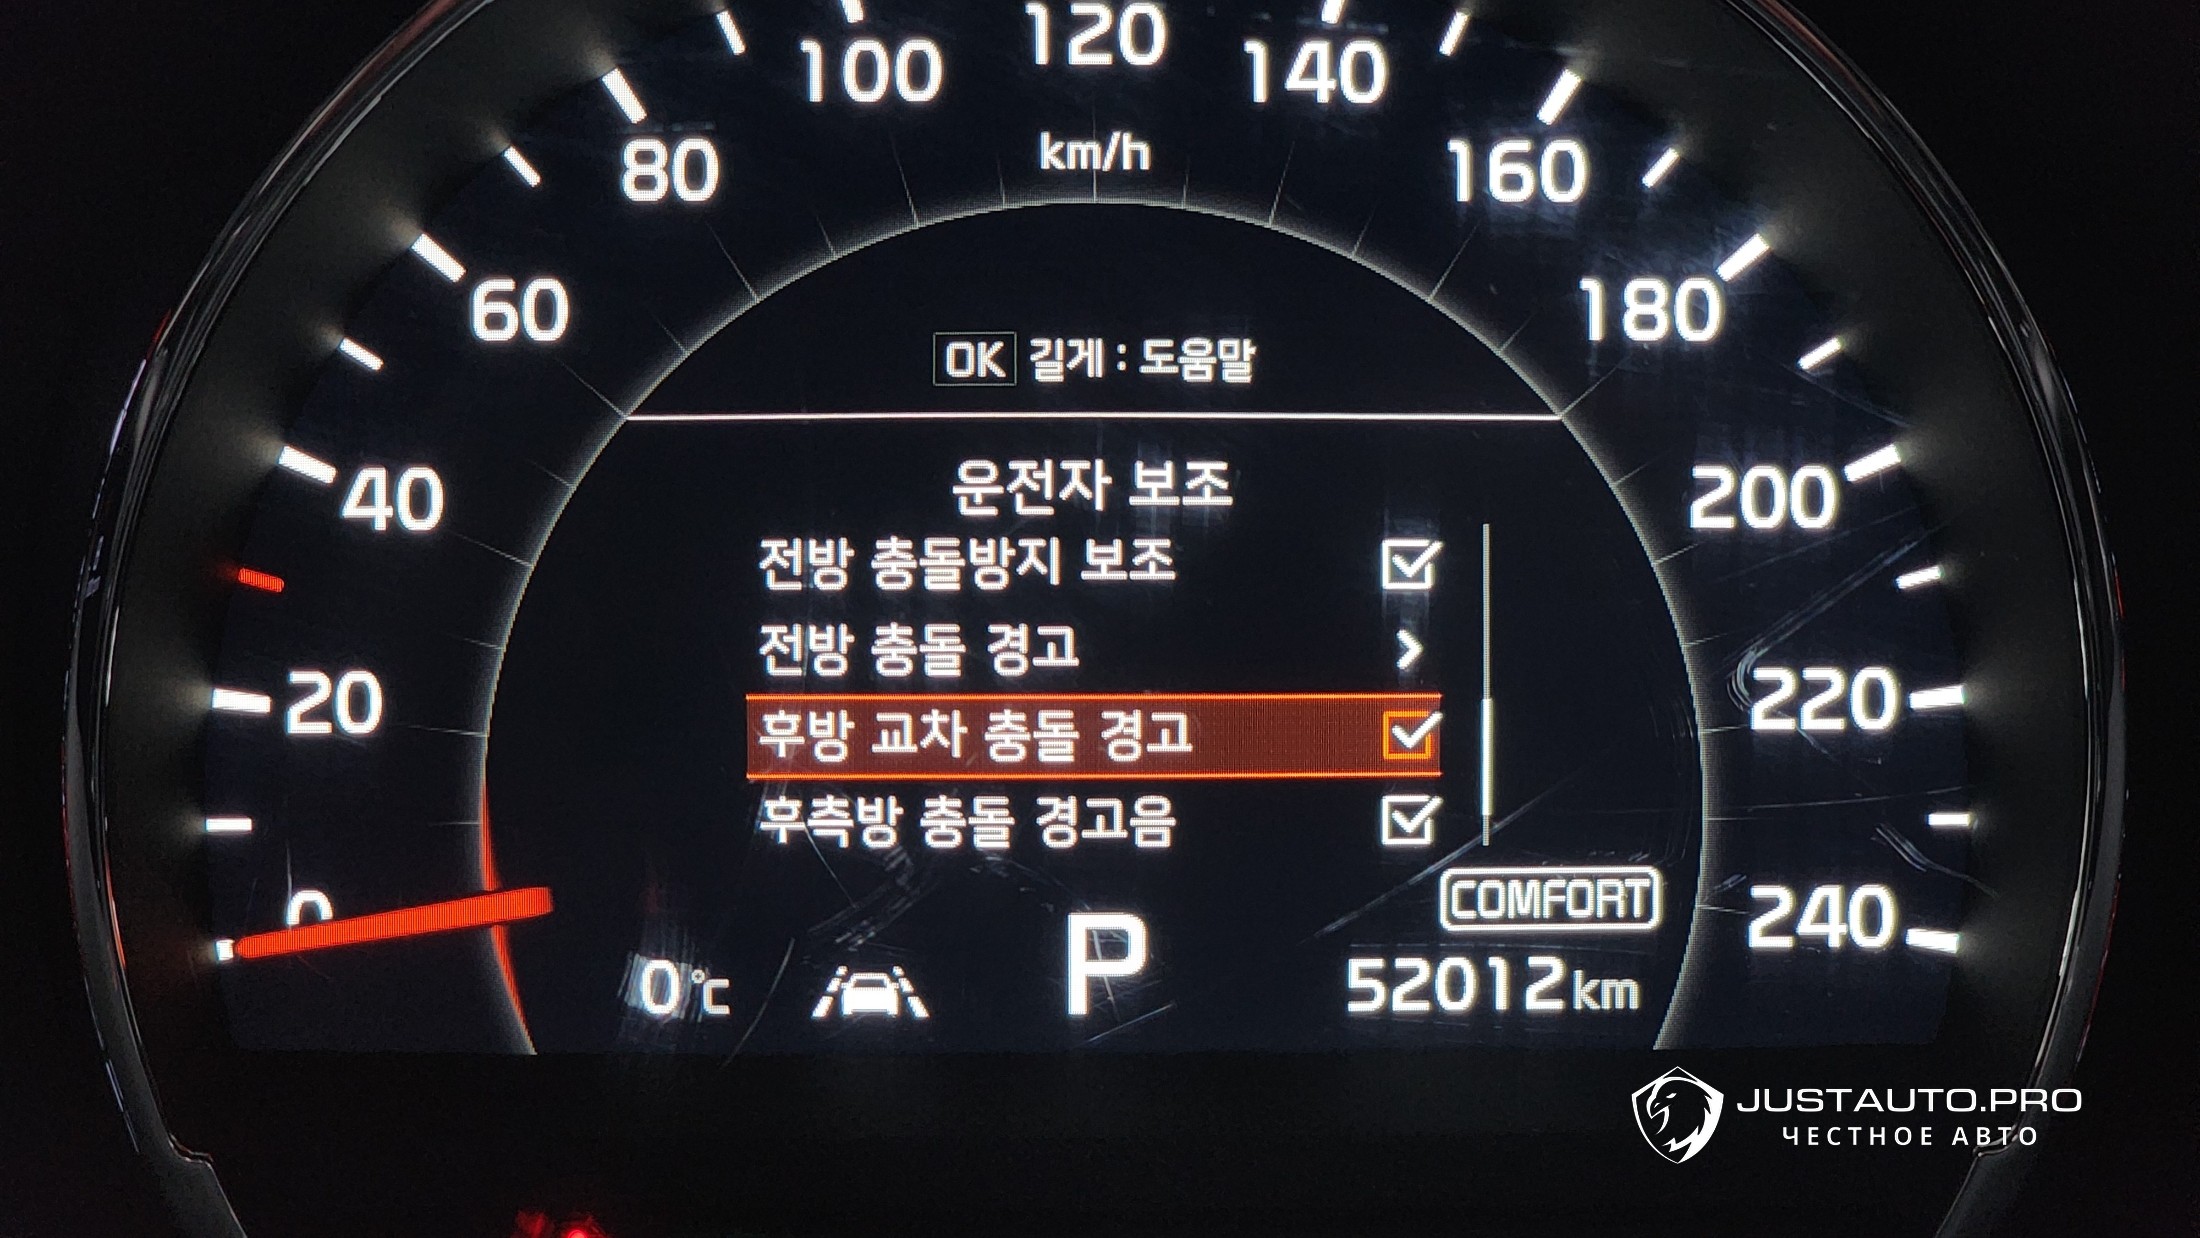 120
100
140
km/h
80
160
60
180
OK 길게 : 도움말
운전자 보조
40
200
전방 충돌방지 보조
전방 충돌 경고
20
220
후방 교차 충돌 경고
후측방 충돌 경고음
0
COMFORT
240
0°C
P
52012 km
JUSTAUTO.PRO
ЧЕСТНОЕ АВТО